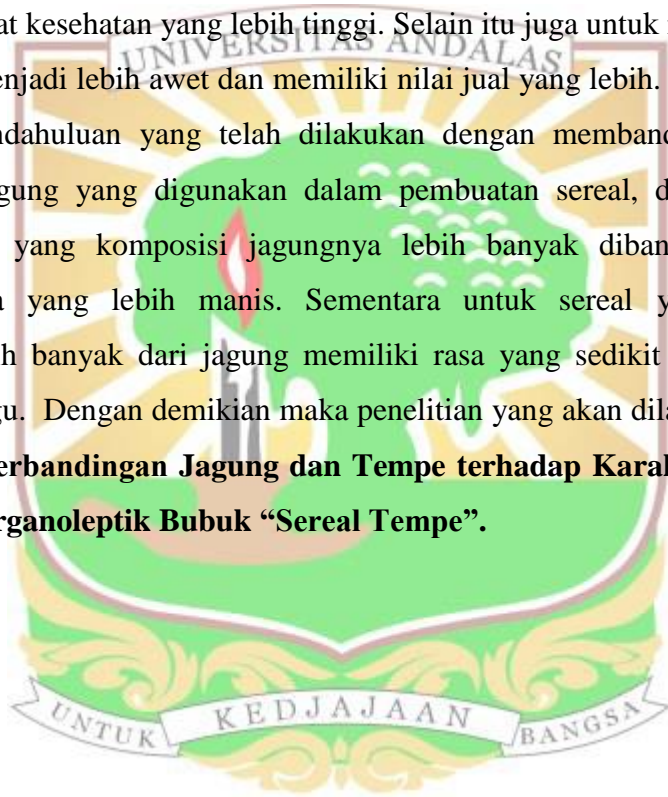 at kesehatan yang lebih tinggi. Selain itu juga untuk
UNIVERSITAS ANDALAS
enjadi lebih awet dan memiliki nilai jual yang lebih.
ndahuluan yang telah dilakukan dengan memband
gung yang digunakan dalam pembuatan sereal, d
yang komposisi jagungnya lebih banyak diban
a yang lebih manis. Sementara untuk sereal y
h banyak dari jagung memiliki rasa yang sedikit
gu. Dengan demikian maka penelitian yang akan dila
erbandingan Jagung dan Tempe terhadap Karal
rganoleptik Bubuk “Sereal Tempe”.
UNTUK KEDJAJAAN BANGSA